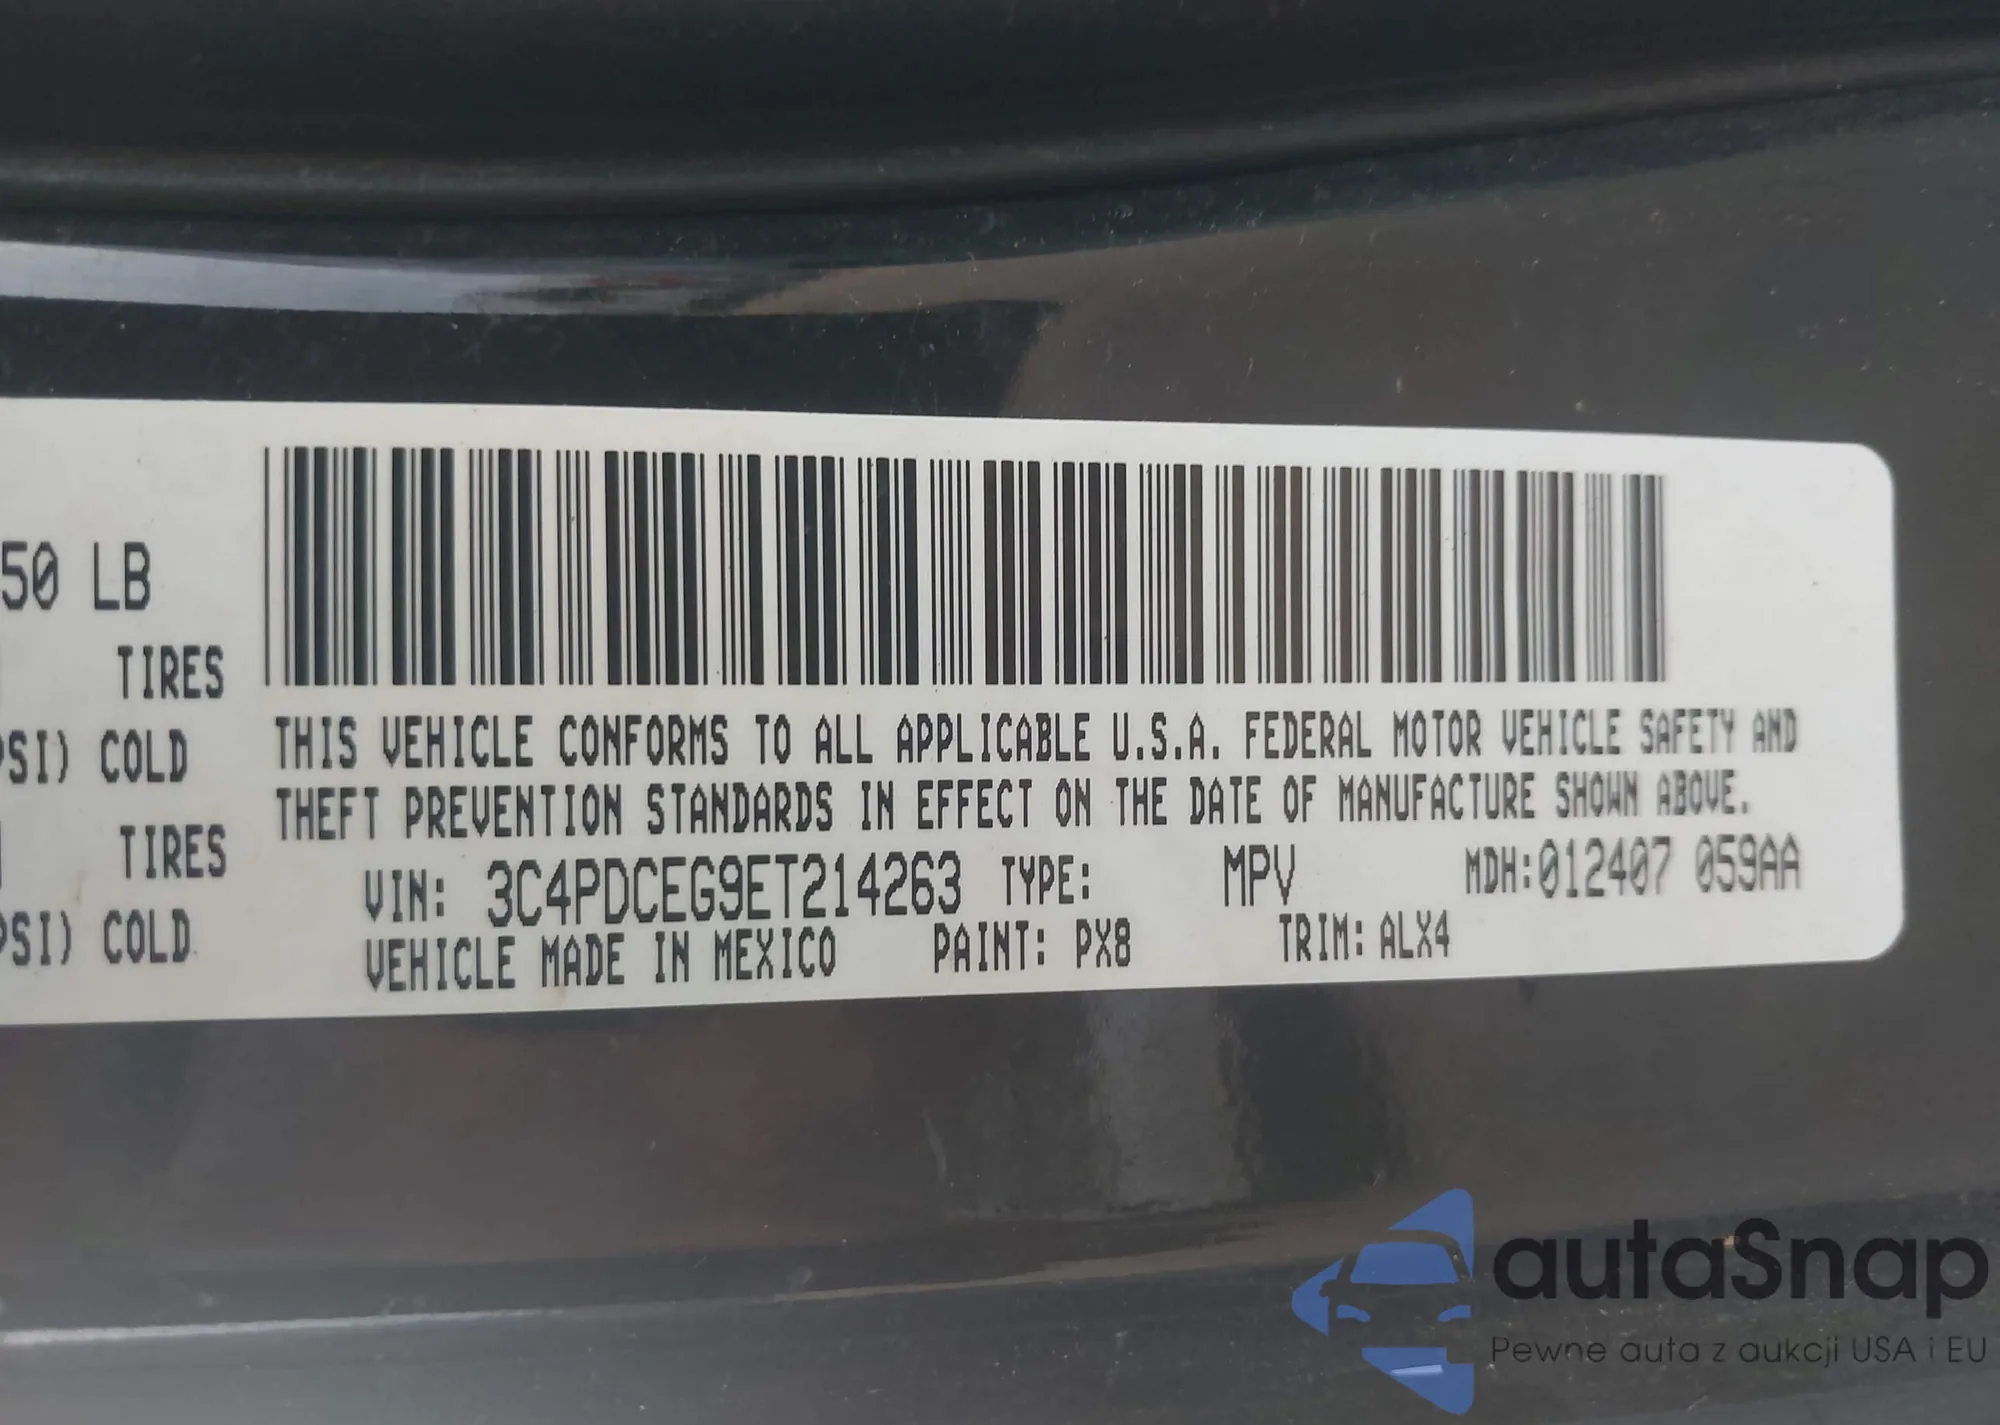 50 LB
TIRES
PSI) COLD
TIRES
PSI) COLD
THIS VEHICLE CONFORMS TO ALL APPLICABLE U.S.A. FEDERAL MOTOR VEHICLE SAFETY AND
THEFT PREVENTION STANDARDS IN EFFECT ON THE DATE OF MANUFACTURE SHOWN ABOVE.
VIN: 3C4PDCEG9ET214263 TYPE: MPV MDH:012407 059AA
VEHICLE MADE IN MEXICO PAINT: PX8 TRIM: ALX4
autaSnap
Pewne auta z aukcji USA i EU